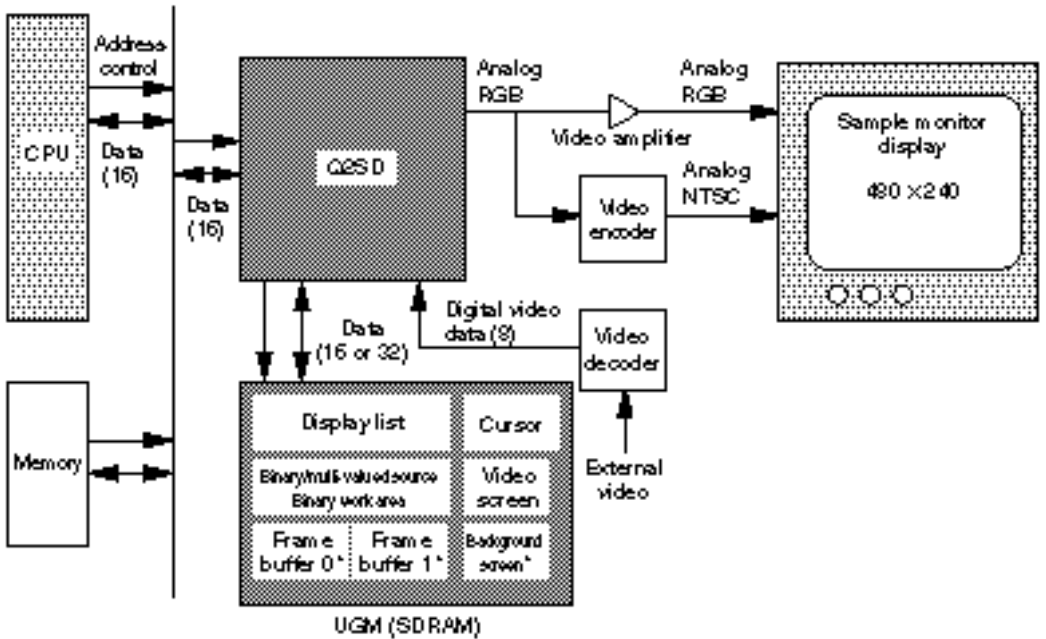 Address
control
CPU
Data
(16)
Data
(16)
Q2SD
Analog
RGB
Video amplifier
Analog
RGB
Analog
NTSC
Video
encoder
Sample monitor
display
480 × 240
Digital video
data (8)
Data
(16 or 32)
Video
decoder
External
video
Memory
Display list
Cursor
Binary/multi-valued source
Binary work area
Video
screen
Frame
buffer 0*
Frame
buffer 1*
Background
screen*
UGM (SDRAM)